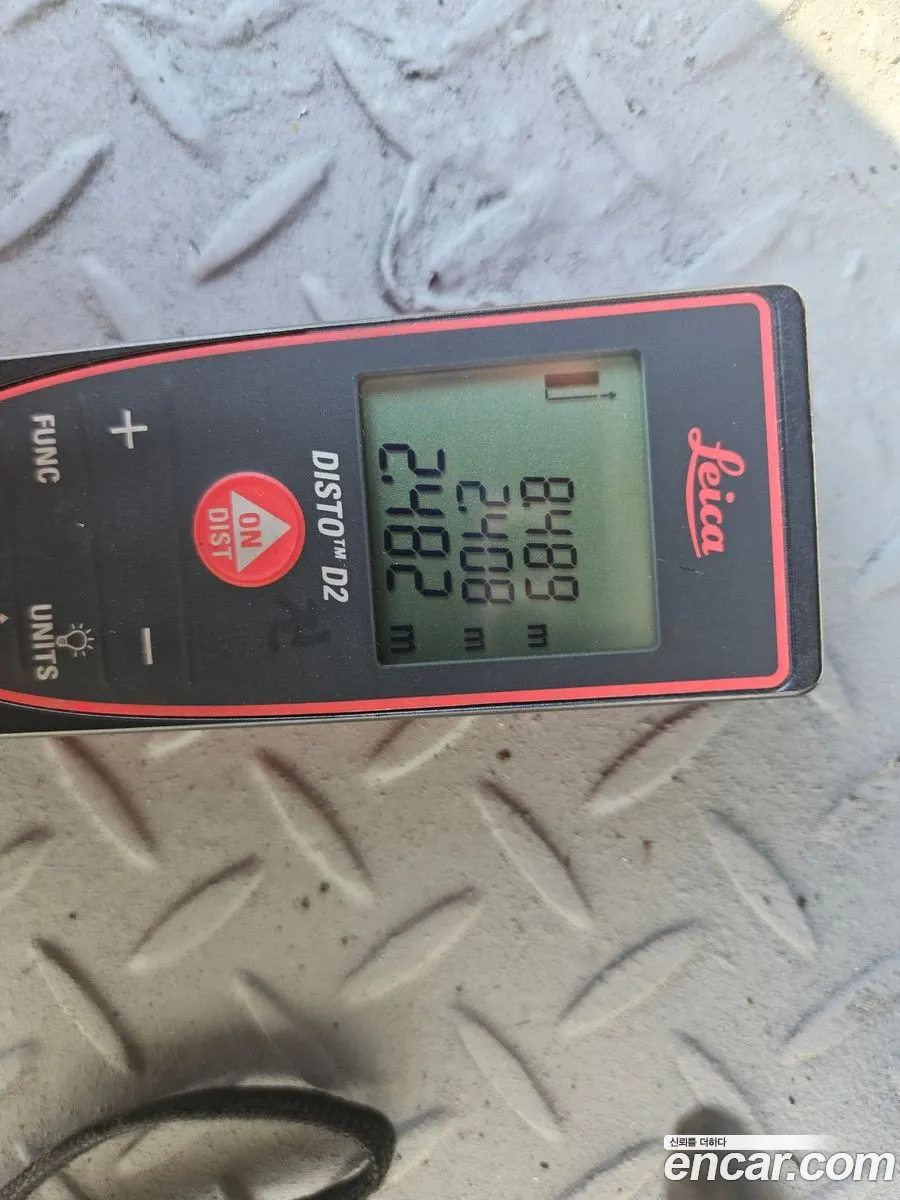 Leica
8.489 m
2.408 m
2.482 m
DISTO™ D2
ON
DIST
+
−
FUNC
UNITS
신뢰를 더하다
encar.com